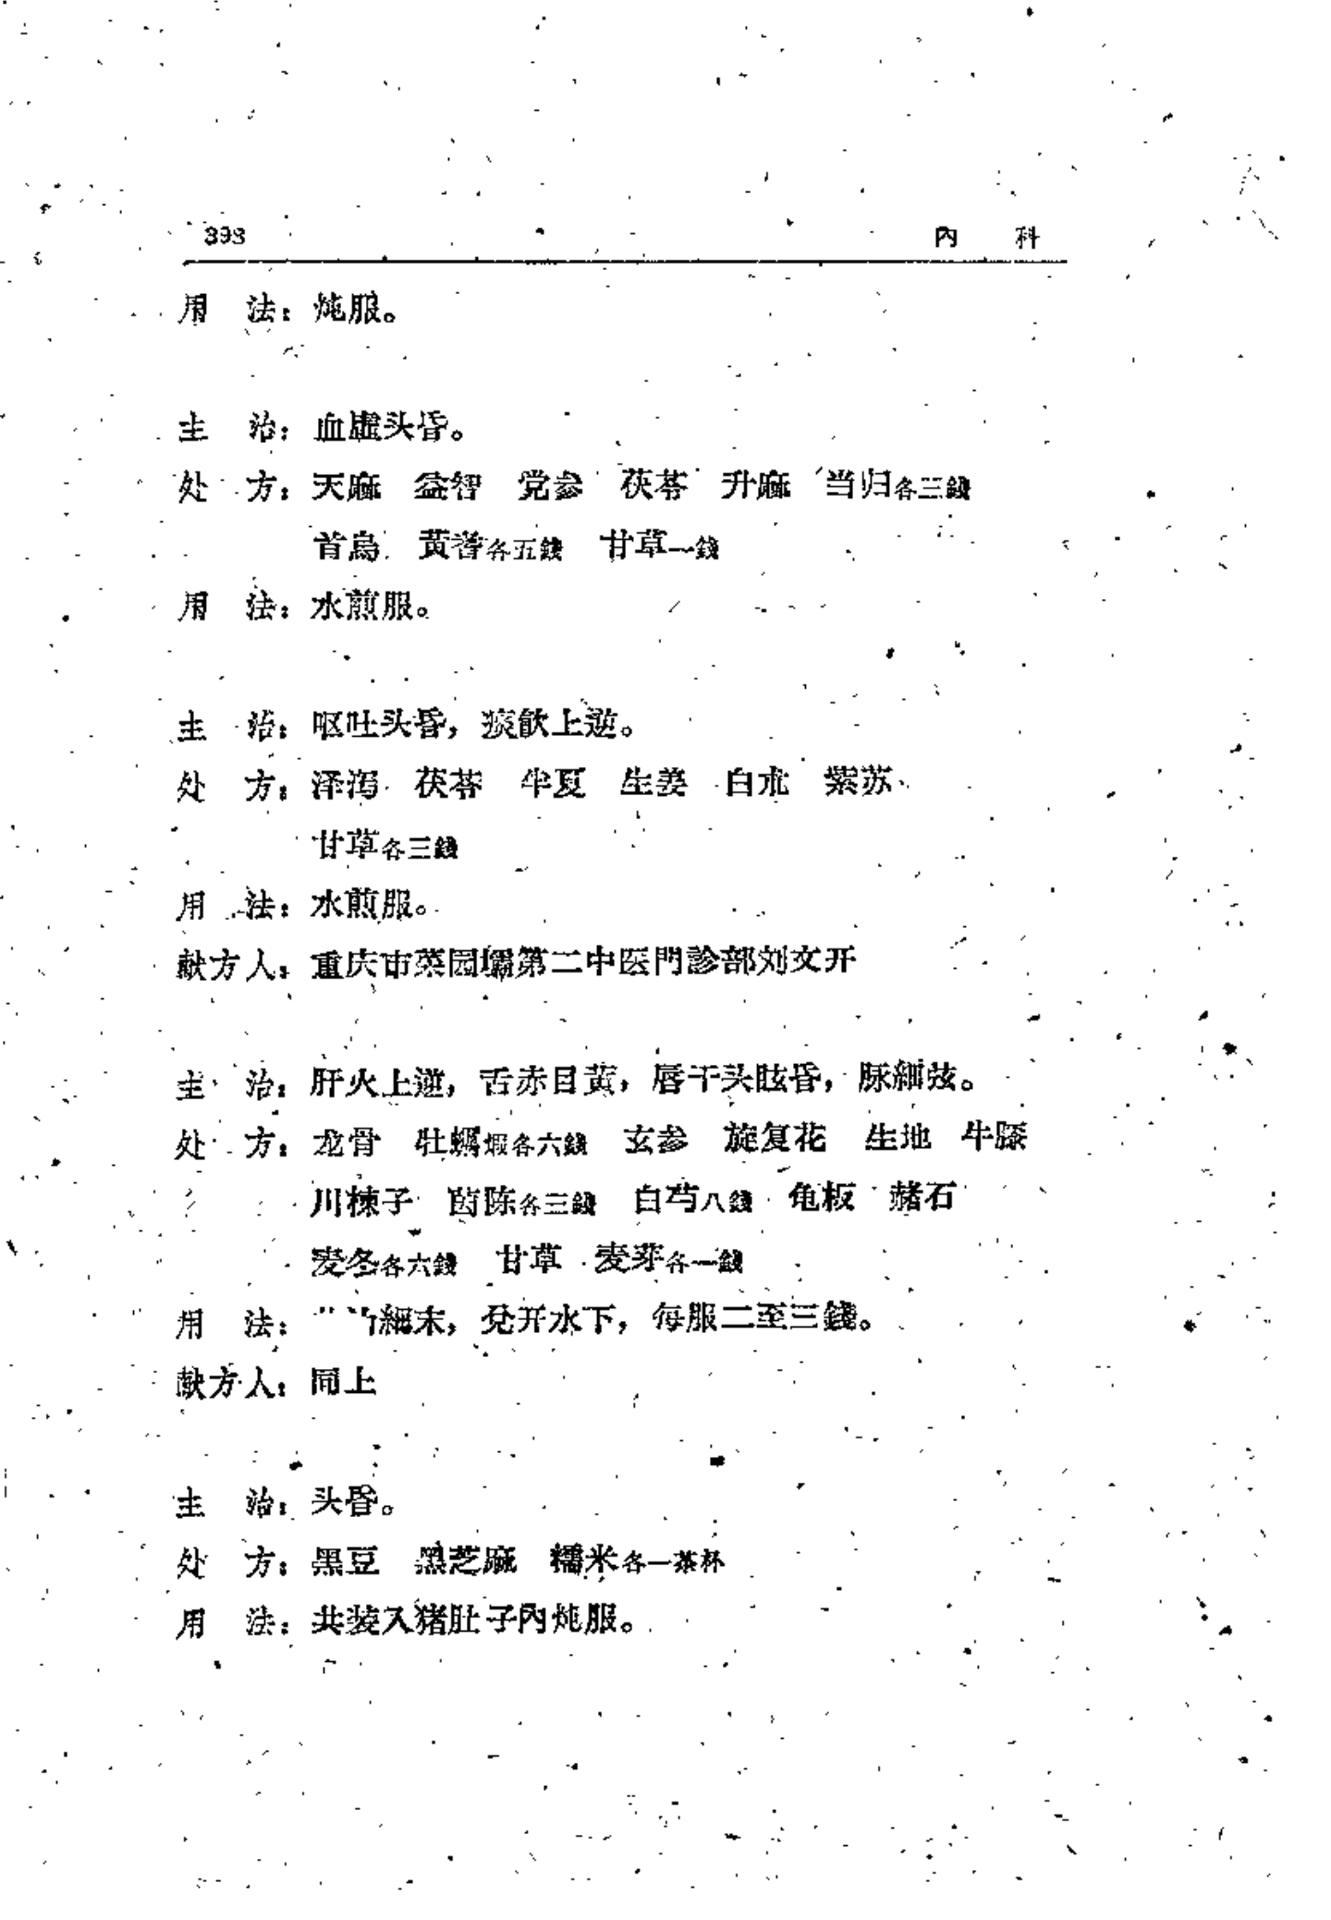 398 內 科
用 法：炖服。
主 治：血虛头昏。
处 方：天麻 益智 党参 茯苓 升麻 当归各三錢
首烏 黄蓍各五錢 甘草一錢
用 法：水煎服。
主 治：呕吐头昏，痰飮上逆。
处 方：泽泻 茯苓 半夏 生姜 白朮 紫苏
甘草各三錢
用 法：水煎服。
献方人：重庆市菜园壩第二中医門診部刘文开
主 治：肝火上逆，舌赤目黄，唇干头眩昏，脉細弦。
处 方：龙骨 牡蠣煅各六錢 玄参 旋复花 生地 牛膝
川楝子 茵陈各三錢 白芍八錢 龟板 赭石
麦冬各六錢 甘草 麦芽各一錢
用 法：細末，兌开水下，每服二至三錢。
献方人：同上
主 治：头昏。
处 方：黑豆 黑芝麻 糯米各一茶杯
用 法：共装入猪肚子內炖服。